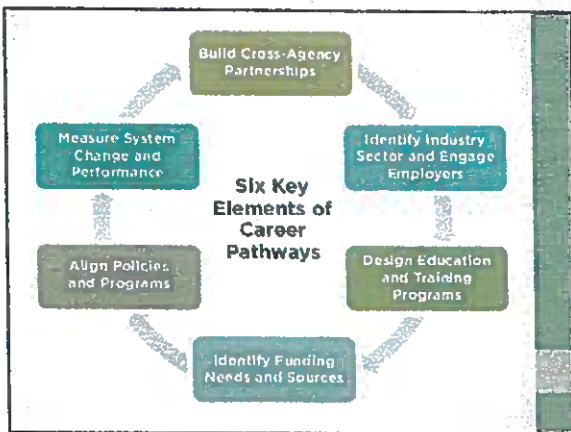 Build Cross-Agency
Partnerships
Identify Industry
Sector and Engage
Employers
Design Education
and Training
Programs
Identify Funding
Needs and Sources
Align Policies
and Programs
Measure System
Change and
Performance
Six Key
Elements of
Career
Pathways